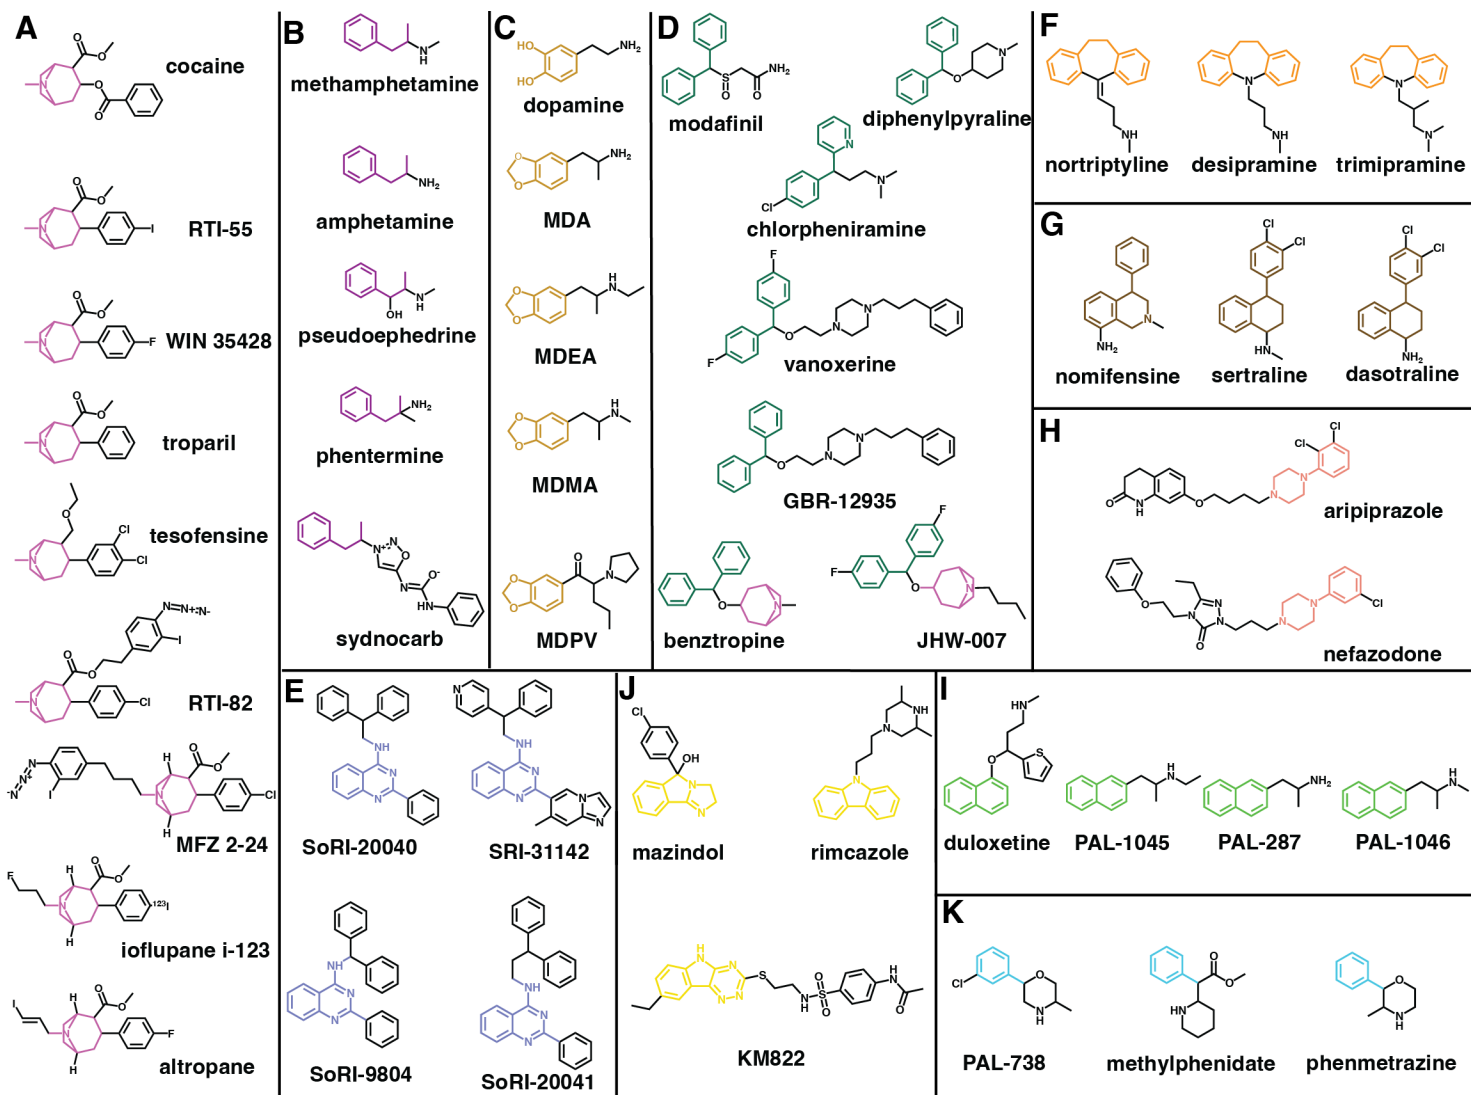 A
cocaine
RTI-55
WIN 35428
troparil
tesofensine
RTI-82
MFZ 2-24
ioflupane i-123
altropane
B
methamphetamine
amphetamine
pseudoephedrine
phentermine
sydnocarb
C
dopamine
MDA
MDEA
MDMA
MDPV
D
modafinil
diphenylpyraline
chlorpheniramine
vanoxerine
GBR-12935
benztropine
JHW-007
E
SoRI-20040
SRI-31142
SoRI-9804
SoRI-20041
F
nortriptyline
desipramine
trimipramine
G
nomifensine
sertraline
dasotraline
H
aripiprazole
nefazodone
J
mazindol
rimcazole
KM822
I
duloxetine
PAL-1045
PAL-287
PAL-1046
K
PAL-738
methylphenidate
phenmetrazine